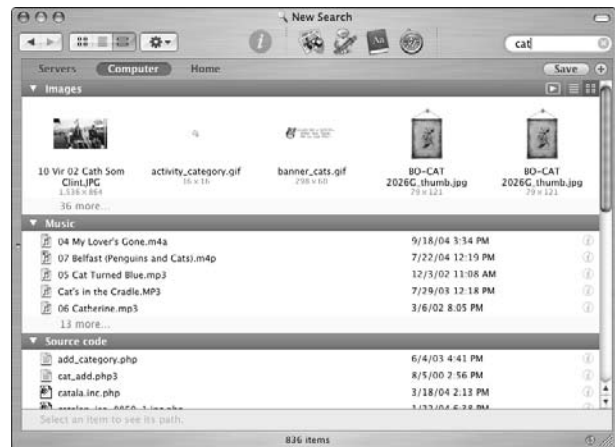 New Search
cat
Servers Computer Home Save
Images
10 Vir 02 Cath Som Clint.JPG
1,536 x 864
activity_category.gif
16 x 16
banner_cats.gif
298 x 60
BO-CAT 2026G_thumb.jpg
79 x 121
BO-CAT 2026G_thumb.jpg
79 x 121
36 more...
Music
04 My Lover's Gone.m4a 9/18/04 3:34 PM
07 Belfast (Penguins and Cats).m4p 7/22/04 12:19 PM
05 Cat Turned Blue.mp3 12/3/02 11:08 AM
Cat's in the Cradle.MP3 7/29/03 12:18 PM
06 Catherine.mp3 3/6/02 8:05 PM
13 more...
Source code
add_category.php 6/4/03 4:41 PM
cat_add.php3 8/5/00 2:56 PM
catala.inc.php 3/18/04 2:13 PM
Select an item to see its path.
836 items